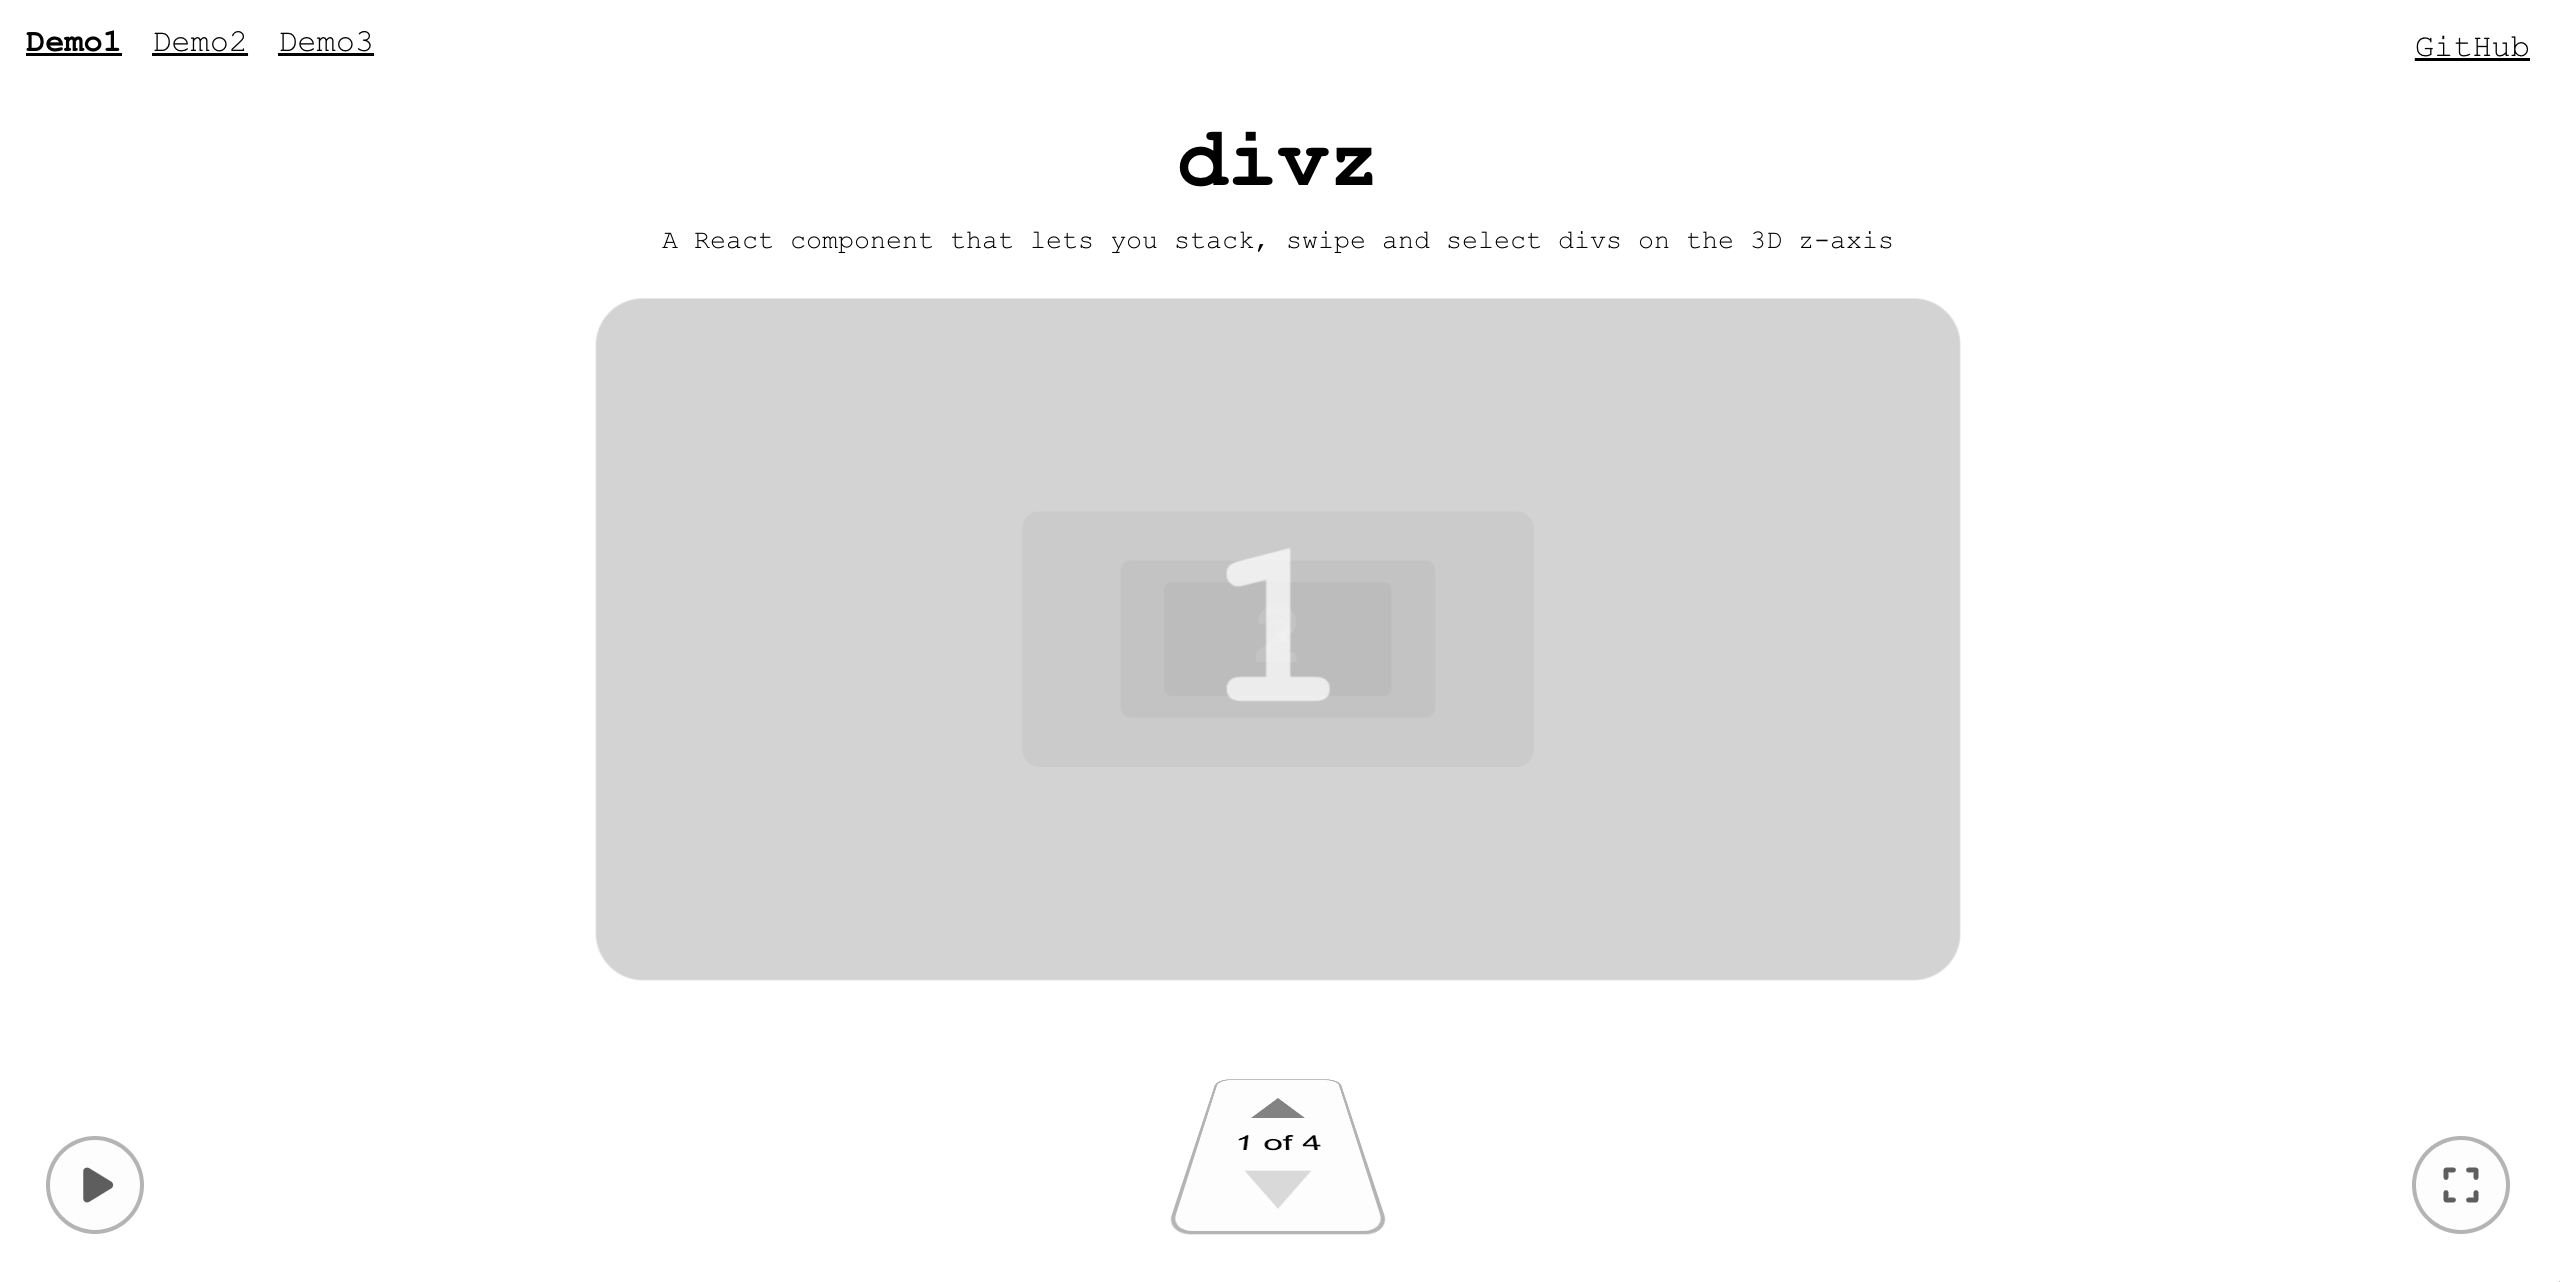 Demo1 Demo2 Demo3 GitHub
divz
A React component that lets you stack, swipe and select divs on the 3D z-axis
1
2
1 of 4